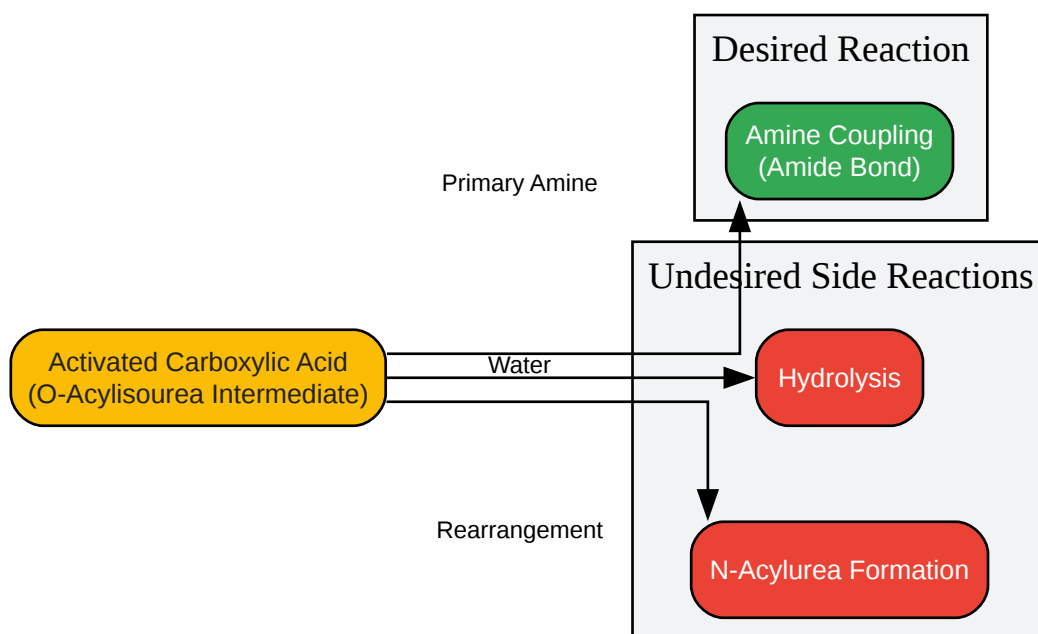 Desired Reaction
Amine Coupling
(Amide Bond)
Primary Amine
Undesired Side Reactions
Activated Carboxylic Acid
(O-Acylisourea Intermediate)
Water
Hydrolysis
Rearrangement
N-Acylurea Formation